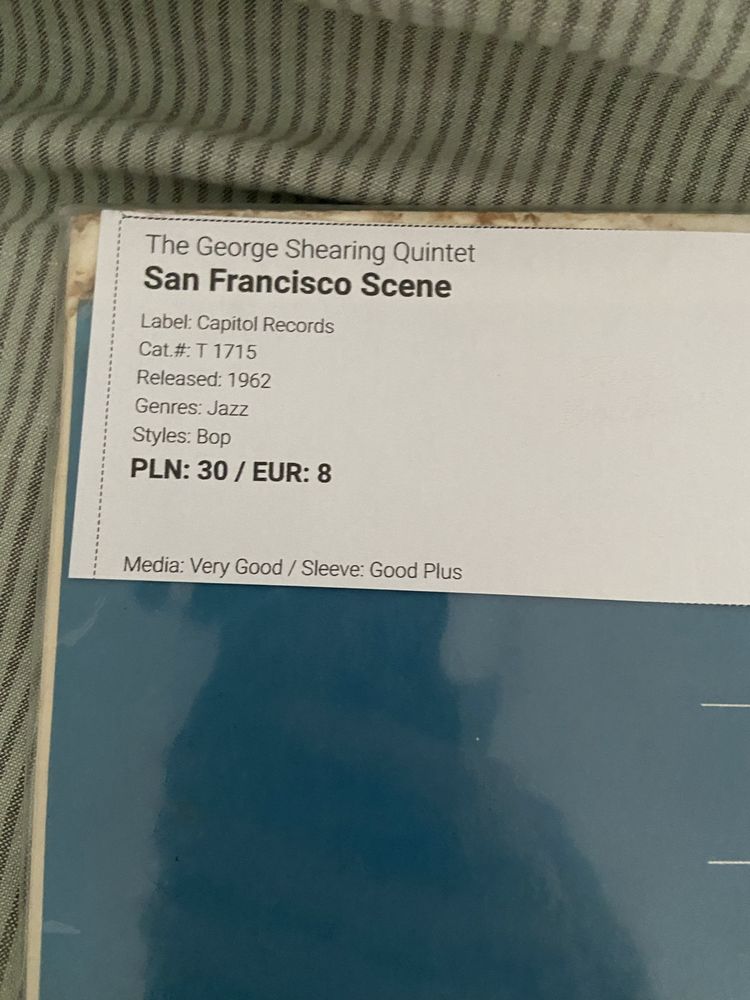 The George Shearing Quintet
San Francisco Scene
Label: Capitol Records
Cat.#: T 1715
Released: 1962
Genres: Jazz
Styles: Bop
PLN: 30 / EUR: 8
Media: Very Good / Sleeve: Good Plus